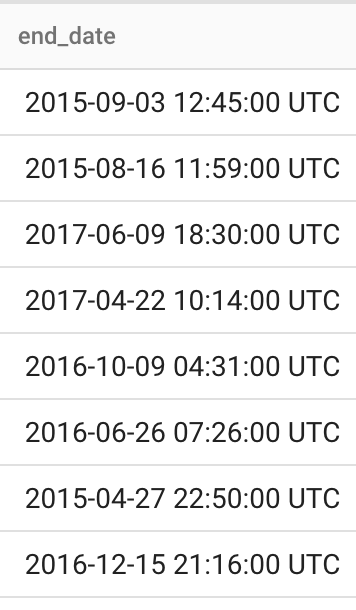 end_date
2015-09-03 12:45:00 UTC
2015-08-16 11:59:00 UTC
2017-06-09 18:30:00 UTC
2017-04-22 10:14:00 UTC
2016-10-09 04:31:00 UTC
2016-06-26 07:26:00 UTC
2015-04-27 22:50:00 UTC
2016-12-15 21:16:00 UTC